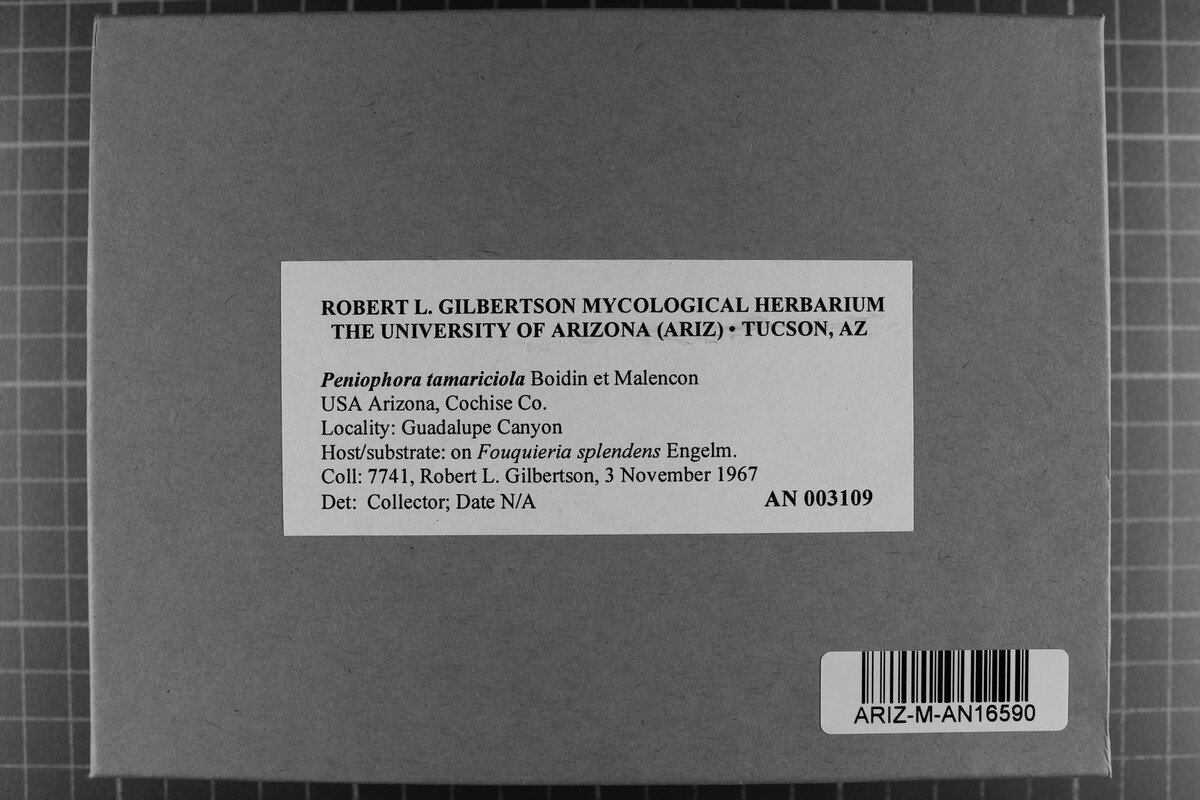 ROBERT L. GILBERTSON MYCOLOGICAL HERBARIUM
THE UNIVERSITY OF ARIZONA (ARIZ) • TUCSON, AZ
Peniophora tamariciola Boidin et Malencon
USA Arizona, Cochise Co.
Locality: Guadalupe Canyon
Host/substrate: on Fouquieria splendens Engelm.
Coll: 7741, Robert L. Gilbertson, 3 November 1967
Det: Collector; Date N/A AN 003109
ARIZ-M-AN16590